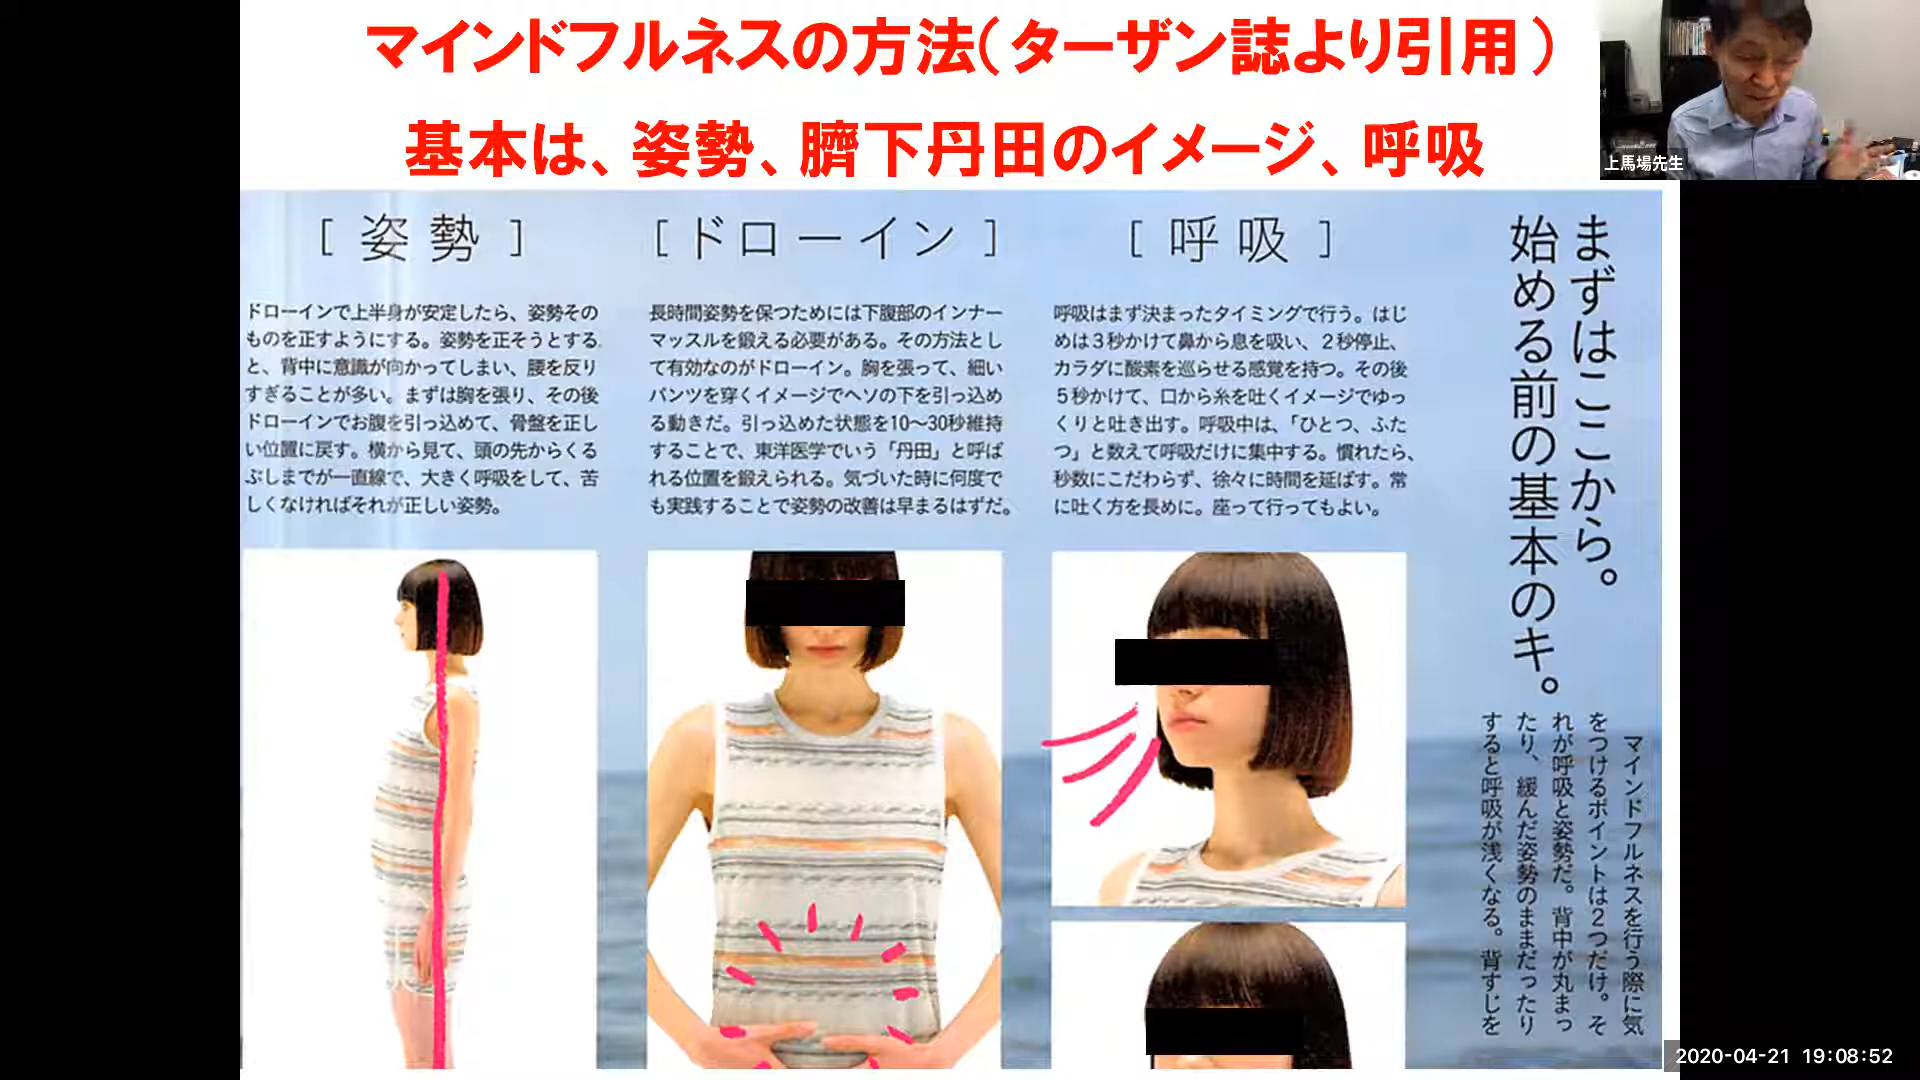 マインドフルネスの方法(ターザン誌より引用)
基本は、姿勢、臍下丹田のイメージ、呼吸
上馬場先生
[姿勢]
ドローインで上半身が安定したら、姿勢その
ものを正すようにする。姿勢を正そうとする
と、背中に意識が向かってしまい、腰を反り
すぎることが多い。まずは胸を張り、その後
ドローインでお腹を引っ込めて、骨盤を正し
い位置に戻す。横から見て、頭の先からくる
ぶしまでが一直線で、大きく呼吸をして、苦
しくなければそれが正しい姿勢。
[ドローイン]
長時間姿勢を保つためには下腹部のインナー
マッスルを鍛える必要がある。その方法とし
て有効なのがドローイン。胸を張って、細い
パンツを穿くイメージでヘソの下を引っ込め
る動きだ。引っ込めた状態を10〜30秒維持
することで、東洋医学でいう「丹田」と呼ば
れる位置を鍛えられる。気づいた時に何度で
も実践することで姿勢の改善は早まるはずだ。
[呼吸]
呼吸はまず決まったタイミングで行う。はじ
めは3秒かけて鼻から息を吸い、2秒停止、
カラダに酸素を巡らせる感覚を持つ。その後
5秒かけて、口から糸を吐くイメージでゆっ
くりと吐き出す。呼吸中は、「ひとつ、ふた
つ」と数えて呼吸だけに集中する。慣れたら、
秒数にこだわらず、徐々に時間を延ばす。常
に吐く方を長めに。座って行ってもよい。
まずはここから。
始める前の基本のキ。
マインドフルネスを行う際に気
をつけるポイントは2つだけ。そ
れが呼吸と姿勢だ。背中が丸まっ
たり、緩んだ姿勢のままだったり
すると呼吸が浅くなる。背すじを
2020-04-21 19:08:52